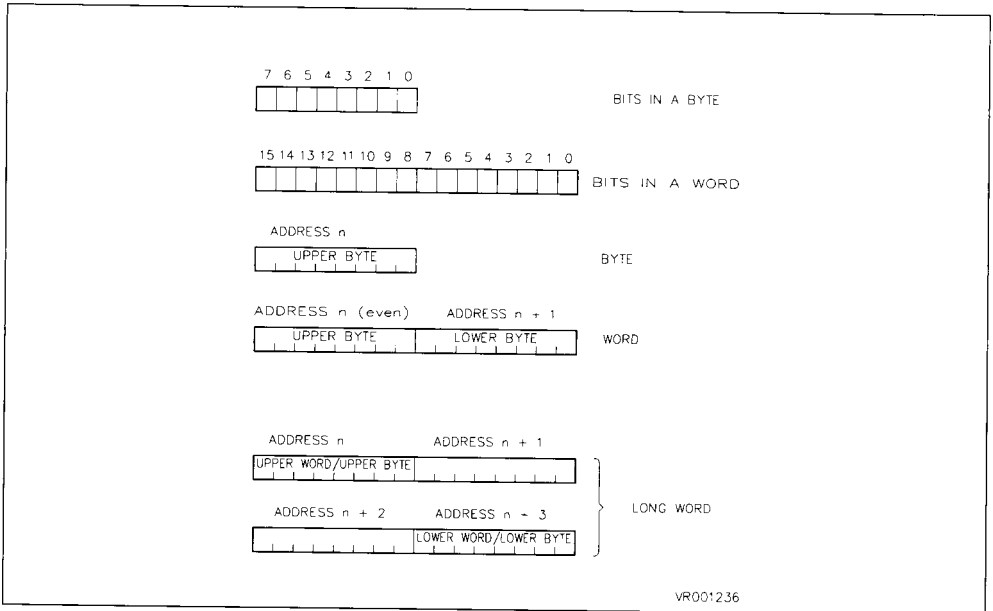 7 6 5 4 3 2 1 0
BITS IN A BYTE
15 14 13 12 11 10 9 8 7 6 5 4 3 2 1 0
BITS IN A WORD
ADDRESS n
UPPER BYTE
BYTE
ADDRESS n (even) ADDRESS n + 1
UPPER BYTE LOWER BYTE
WORD
ADDRESS n ADDRESS n + 1
UPPER WORD/UPPER BYTE
LONG WORD
ADDRESS n + 2 ADDRESS n - 3
LOWER WORD/LOWER BYTE
VR001236